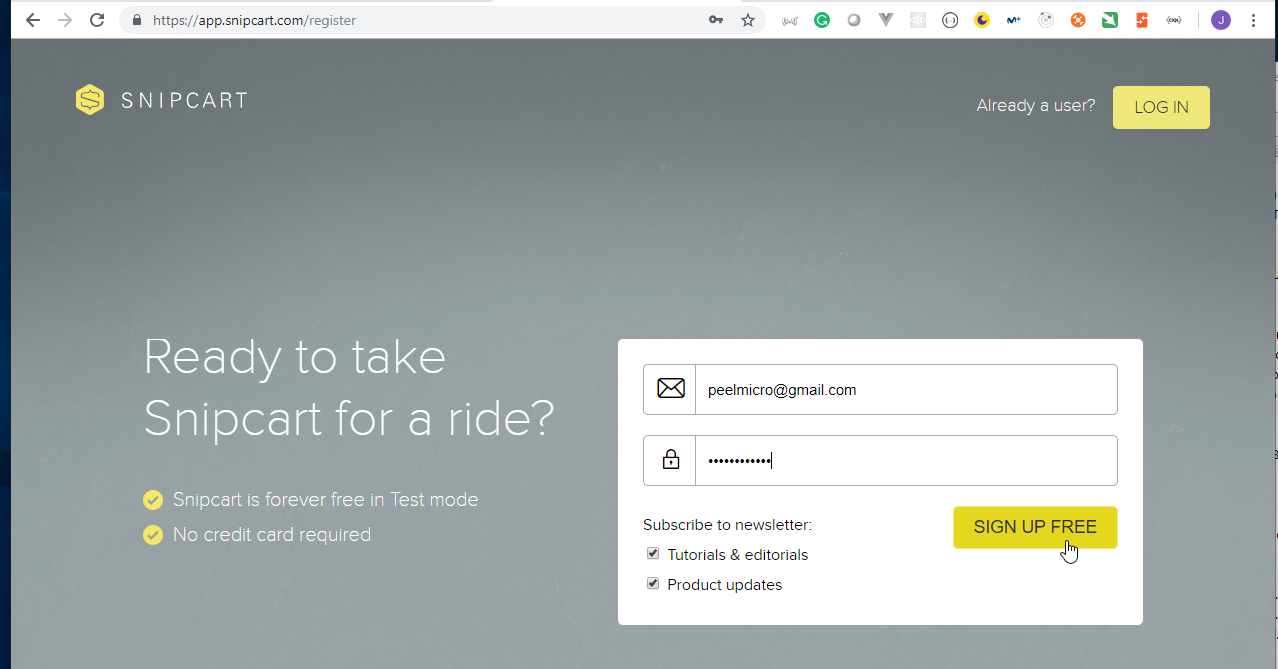 https://app.snipcart.com/register
J
SNIPCART
Already a user?
LOG IN
Ready to take
Snipcart for a ride?
Snipcart is forever free in Test mode
No credit card required
peelmicro@gmail.com
••••••••••••
Subscribe to newsletter:
Tutorials & editorials
Product updates
SIGN UP FREE